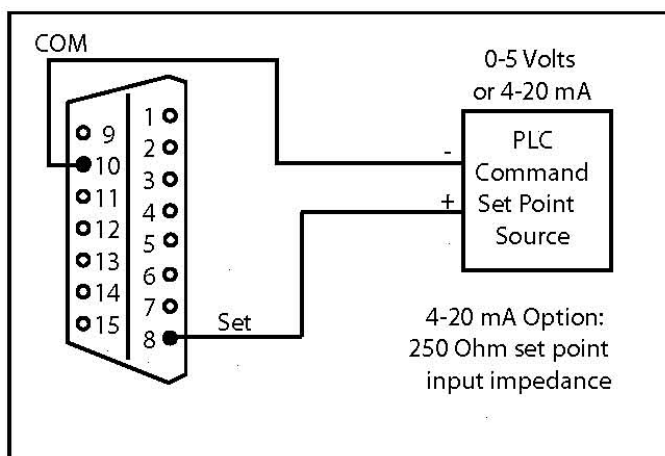 COM
0-5 Volts
or 4-20 mA
1
2
3
4
5
6
7
8
9
10
11
12
13
14
15
-
+
PLC
Command
Set Point
Source
Set
4-20 mA Option:
250 Ohm set point
input impedance